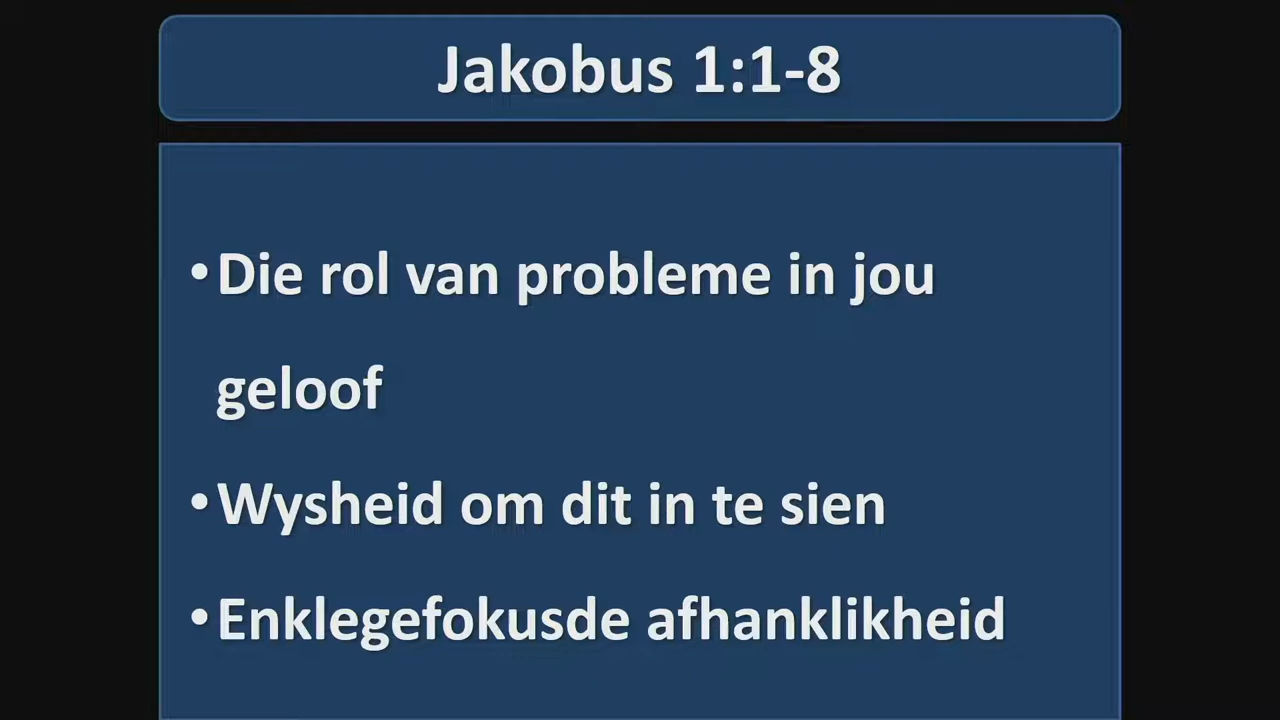 Jakobus 1:1-8
•Die rol van probleme in jou
geloof
•Wysheid om dit in te sien
•Enklegefokusde afhanklikheid